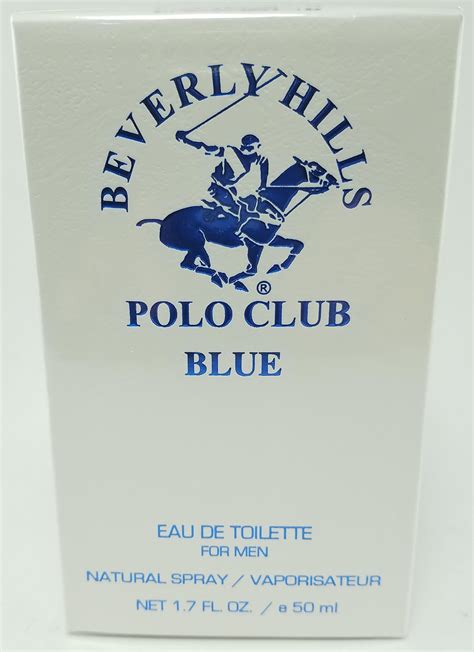 BEVERLY HILLS
®
POLO CLUB
BLUE
EAU DE TOILETTE
FOR MEN
NATURAL SPRAY / VAPORISATEUR
NET 1.7 FL. OZ. / e 50 ml